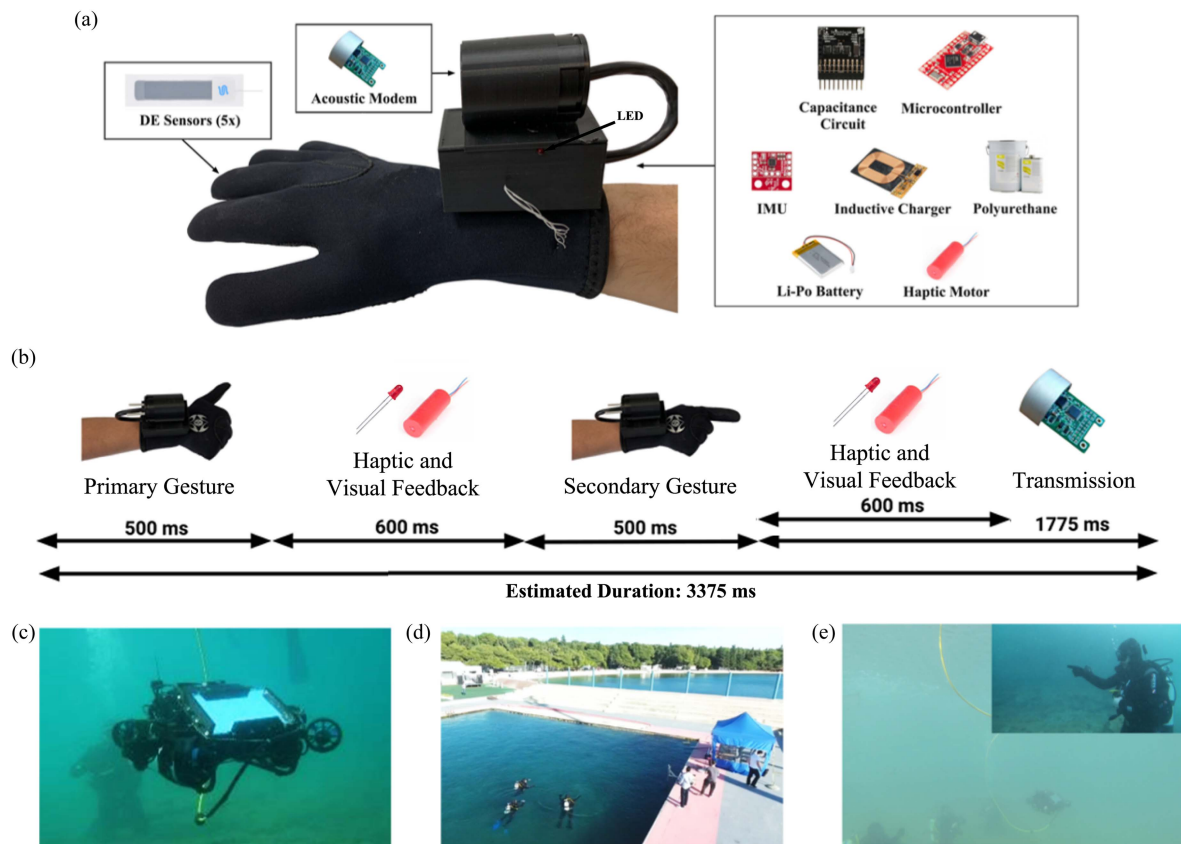 (a)
DE Sensors (5x)
Acoustic Modem
LED
Capacitance
Circuit
Microcontroller
IMU
Inductive Charger
Polyurethane
Li-Po Battery
Haptic Motor
(b)
Primary Gesture
Haptic and
Visual Feedback
Secondary Gesture
Haptic and
Visual Feedback
Transmission
500 ms
600 ms
500 ms
600 ms
1775 ms
Estimated Duration: 3375 ms
(c)
(d)
(e)